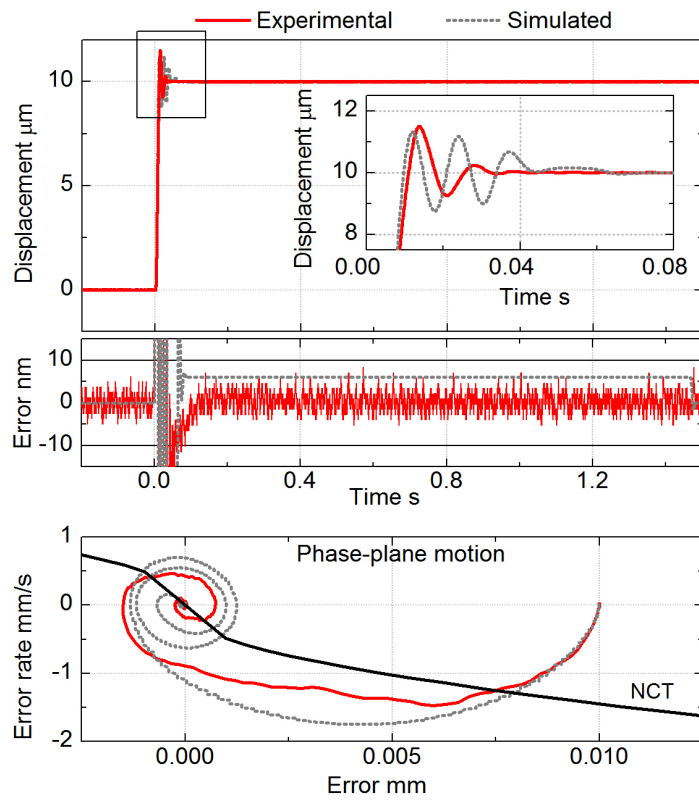 Experimental Simulated
Displacement μm
10
5
0
Displacement μm
12
10
8
0.00 0.04 0.08
Time s
Error nm
10
0
-10
0.0 0.4 0.8 1.2
Time s
Phase-plane motion
Error rate mm/s
1
0
-1
-2
NCT
0.000 0.005 0.010
Error mm